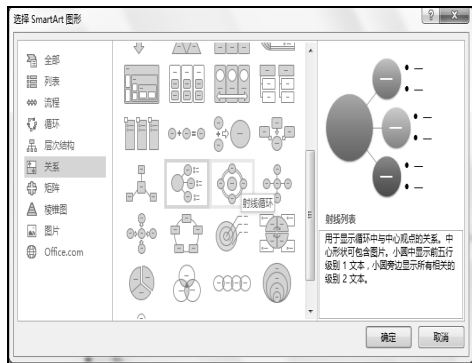 选择 SmartArt 图形
全部
列表
流程
循环
层次结构
关系
矩阵
棱锥图
图片
Office.com
射线循环
射线列表
用于显示循环中与中心观点的关系。中
心形状可包含图片。小圆中显示前五行
级别 1 文本，小圆旁边显示所有相关的
级别 2 文本。
确定
取消